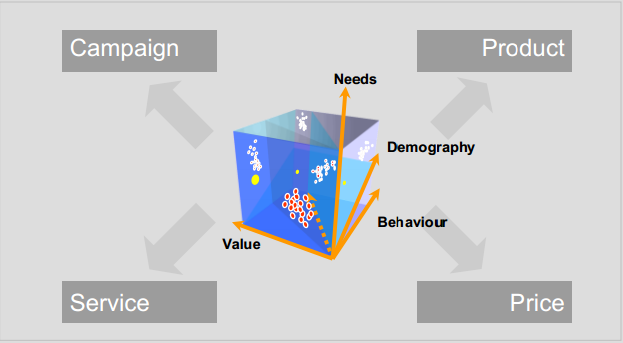 Campaign
Product
Needs
Demography
Behaviour
Value
Service
Price